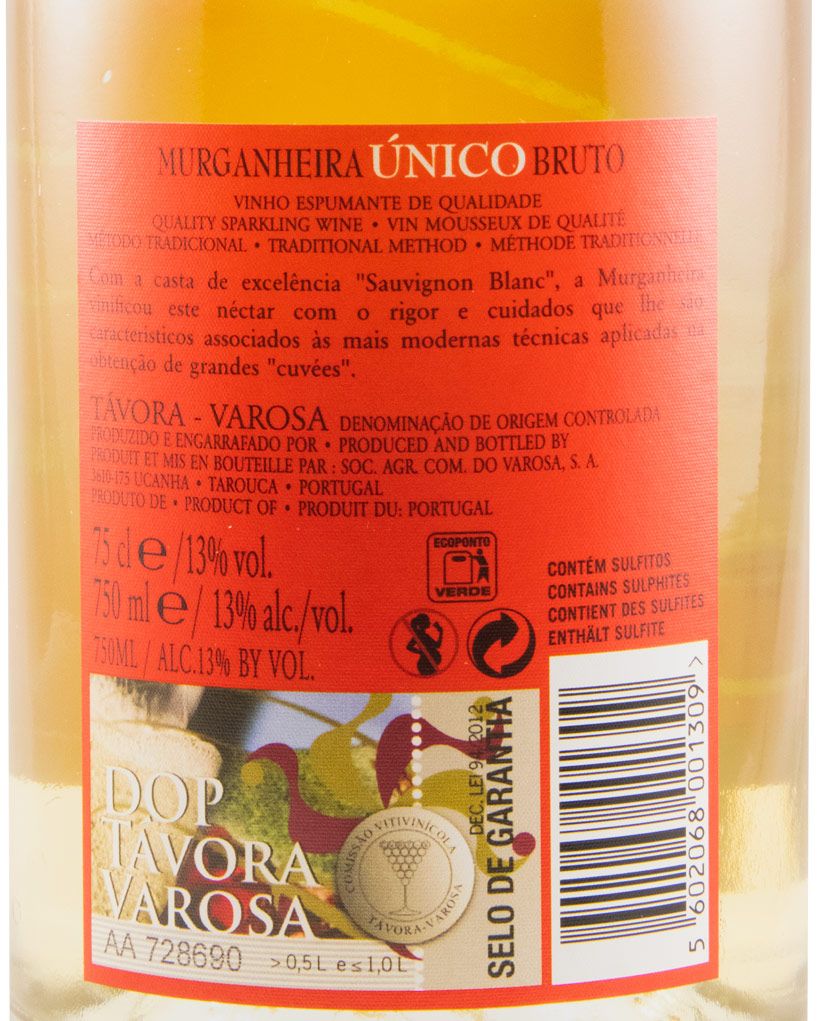 MURGANHEIRA ÚNICO BRUTO
VINHO ESPUMANTE DE QUALIDADE
QUALITY SPARKLING WINE • VIN MOUSSEUX DE QUALITÉ
MÉTODO TRADICIONAL • TRADITIONAL METHOD • MÉTHODE TRADITIONNELLE
Com a casta de excelência "Sauvignon Blanc", a Murganheira
vinificou este néctar com o rigor e cuidados que lhe são
característicos associados às mais modernas técnicas aplicadas na
obtenção de grandes "cuvées".
TÁVORA - VAROSA DENOMINAÇÃO DE ORIGEM CONTROLADA
PRODUZIDO E ENGARRAFADO POR • PRODUCED AND BOTTLED BY
PRODUIT ET MIS EN BOUTEILLE PAR : SOC. AGR. COM. DO VAROSA, S. A.
3610-175 UCANHA • TAROUCA • PORTUGAL
PRODUTO DE • PRODUCT OF • PRODUIT DU: PORTUGAL
75 cl e /13% vol.
750 ml e / 13% alc./vol.
750ML / ALC.13% BY VOL.
ECOPONTO
VERDE
CONTÉM SULFITOS
CONTAINS SULPHITES
CONTIENT DES SULFITES
ENTHÄLT SULFITE
DOP
TÁVORA
VAROSA
AA 728690 > 0,5 L e ≤ 1,0 L
COMISSÃO VITIVINÍCOLA
TÁVORA-VAROSA
DEC. LEI 94/2012
SELO DE GARANTIA
5 602068 001309 >